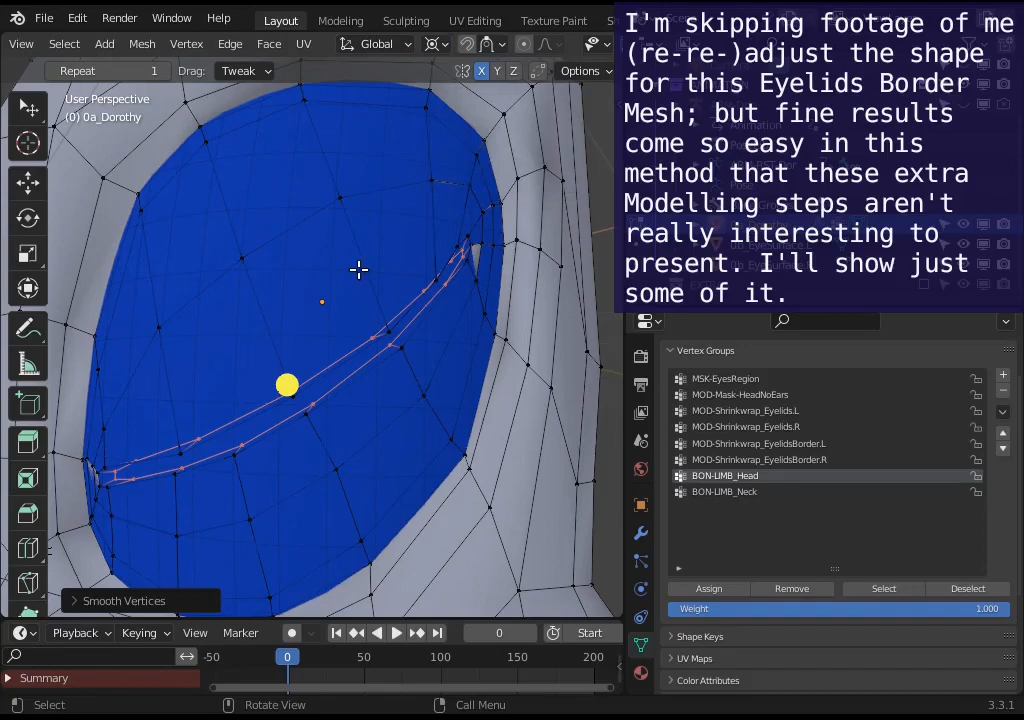 File Edit Render Window Help Layout Modeling Sculpting UV Editing Texture Paint
I'm skipping footage of me
(re-re-)adjust the shape
for this Eyelids Border
Mesh; but fine results
come so easy in this
method that these extra
Modelling steps aren't
really interesting to
present. I'll show just
some of it.
View Select Add Mesh Vertex Edge Face UV Global
Repeat 1 Drag: Tweak X Y Z Options
User Perspective
(0) 0a_Dorothy
Vertex Groups
MSK-EyesRegion
MOD-Mask-HeadNoEars
MOD-Shrinkwrap_Eyelids.L
MOD-Shrinkwrap_Eyelids.R
MOD-Shrinkwrap_EyelidsBorder.L
MOD-Shrinkwrap_EyelidsBorder.R
BON-LIMB_Head
BON-LIMB_Neck
Assign Remove Select Deselect
Weight 1.000
Shape Keys
UV Maps
Color Attributes
Smooth Vertices
Playback Keying View Marker 0 Start
-50 0 50 100 150 200
Summary
Select Rotate View Call Menu 3.3.1